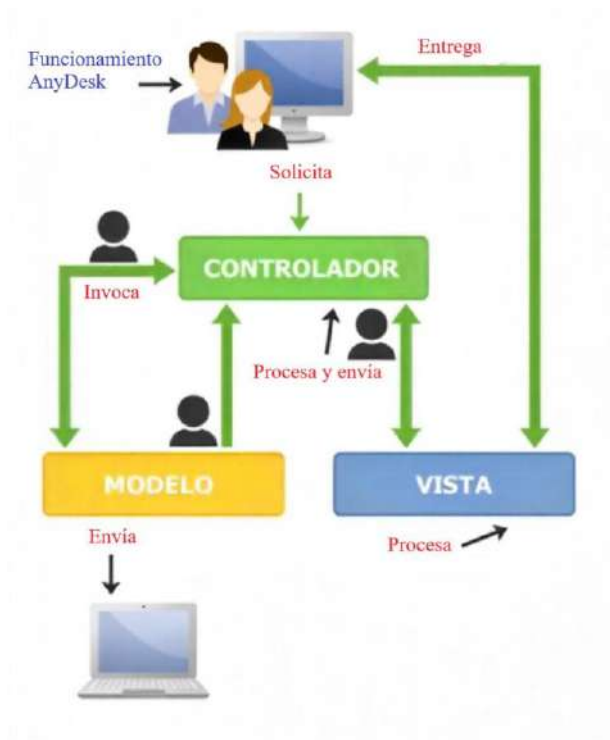 Entrega
Funcionamiento
AnyDesk
Solicita
CONTROLADOR
Invoca
Procesa y envía
MODELO
VISTA
Envía
Procesa